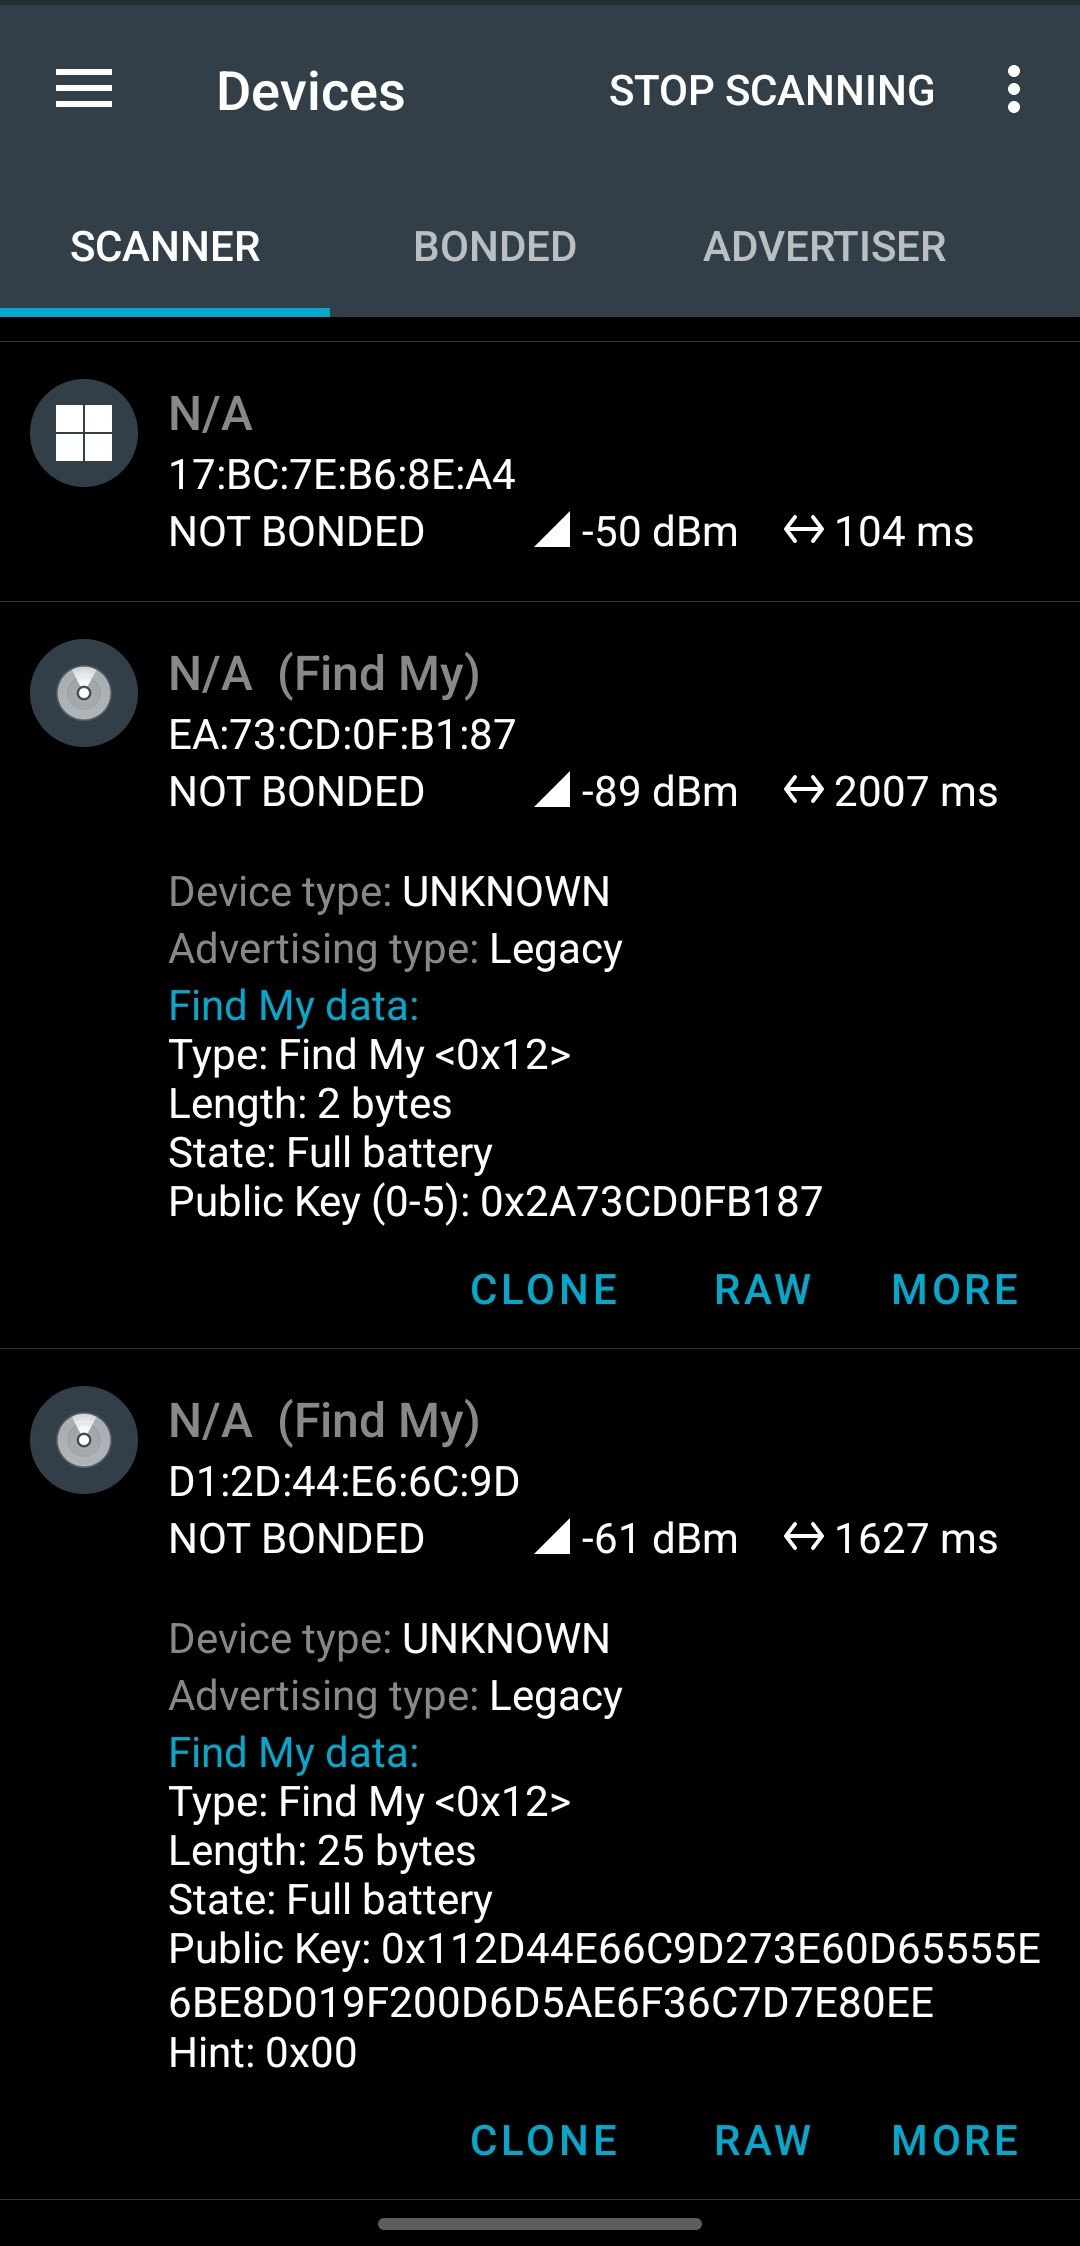 Devices
STOP SCANNING
SCANNER
BONDED
ADVERTISER
N/A
17:BC:7E:B6:8E:A4
NOT BONDED -50 dBm 104 ms
N/A (Find My)
EA:73:CD:0F:B1:87
NOT BONDED -89 dBm 2007 ms
Device type: UNKNOWN
Advertising type: Legacy
Find My data:
Type: Find My <0x12>
Length: 2 bytes
State: Full battery
Public Key (0-5): 0x2A73CD0FB187
CLONE RAW MORE
N/A (Find My)
D1:2D:44:E6:6C:9D
NOT BONDED -61 dBm 1627 ms
Device type: UNKNOWN
Advertising type: Legacy
Find My data:
Type: Find My <0x12>
Length: 25 bytes
State: Full battery
Public Key: 0x112D44E66C9D273E60D65555E
6BE8D019F200D6D5AE6F36C7D7E80EE
Hint: 0x00
CLONE RAW MORE